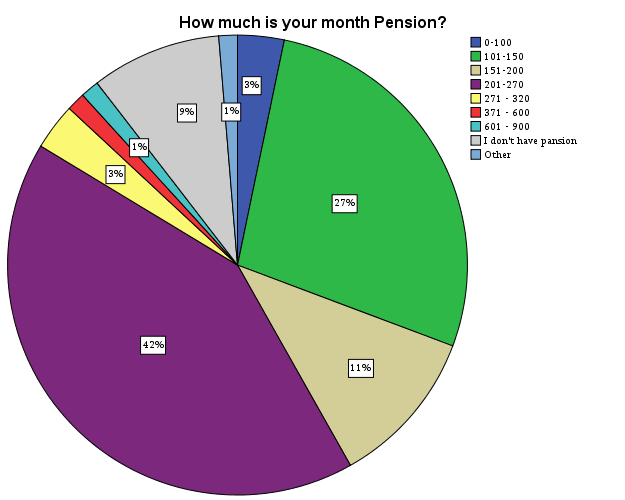 How much is your month Pension?
0-100
101-150
151-200
201-270
271 - 320
371 - 600
601 - 900
I don't have pansion
Other
3%
1%
9%
1%
3%
27%
42%
11%